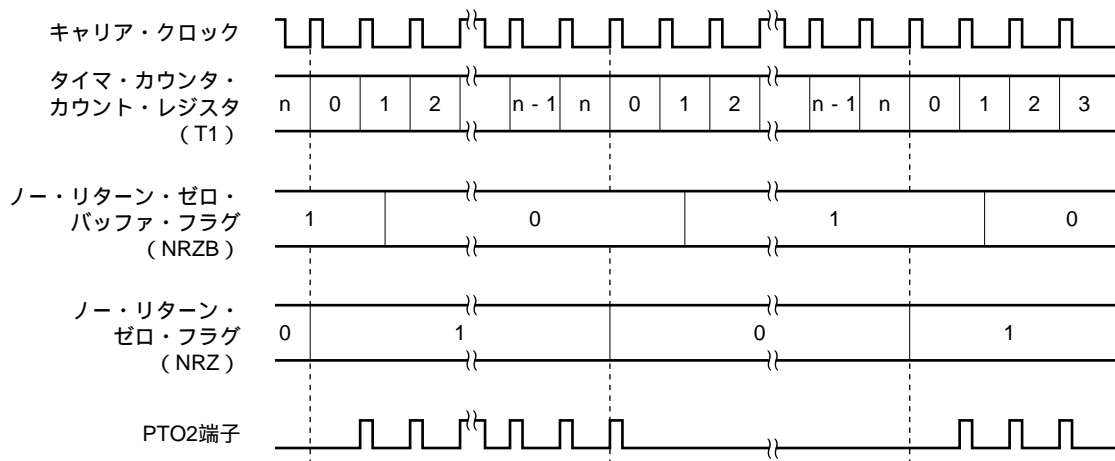 キャリア・クロック
タイマ・カウンタ・
カウント・レジスタ
(T1)
n 0 1 2 n - 1 n 0 1 2 n - 1 n 0 1 2 3
ノー・リターン・ゼロ・
バッファ・フラグ
(NRZB)
1 0 1 0
ノー・リターン・
ゼロ・フラグ
(NRZ)
0 1 0 1
PTO2端子